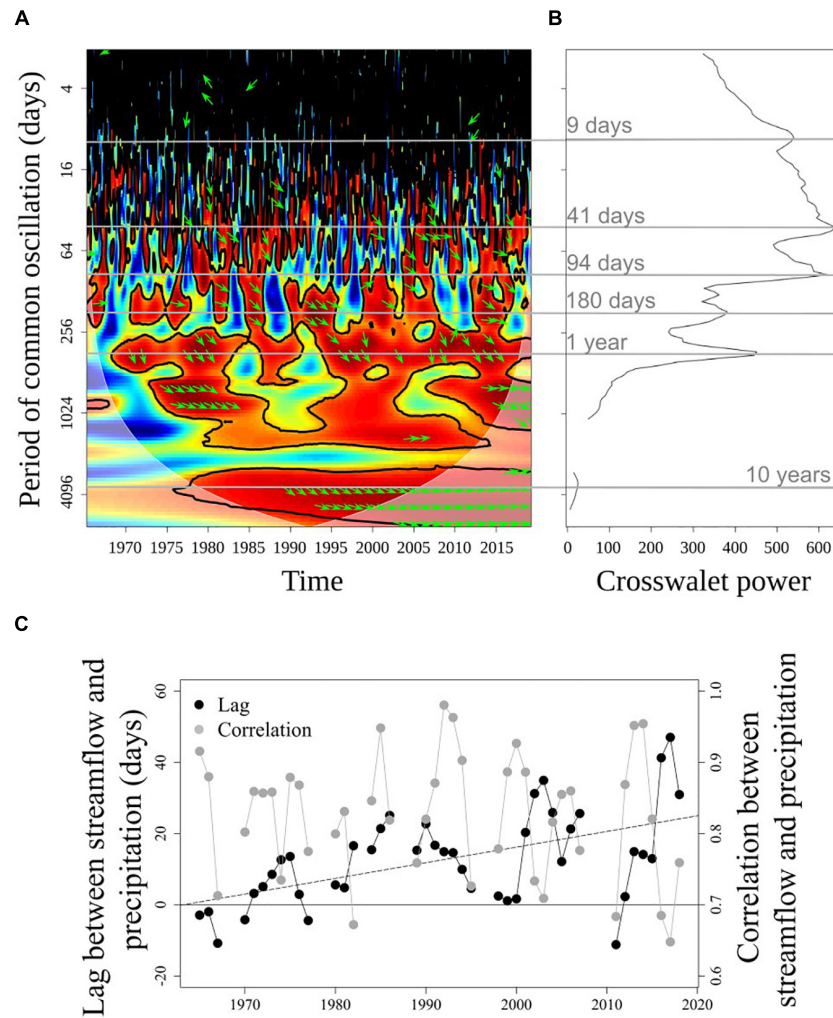 A
B
Period of common oscillation (days)
4
16
64
256
1024
4096
1970 1975 1980 1985 1990 1995 2000 2005 2010 2015
Time
9 days
41 days
94 days
180 days
1 year
10 years
0 100 200 300 400 500 600
Crosswalet power
C
Lag between streamflow and
precipitation (days)
60
40
20
0
-20
Lag
Correlation
1.0
0.9
0.8
0.7
0.6
Correlation between
streamflow and precipitation
1970 1980 1990 2000 2010 2020